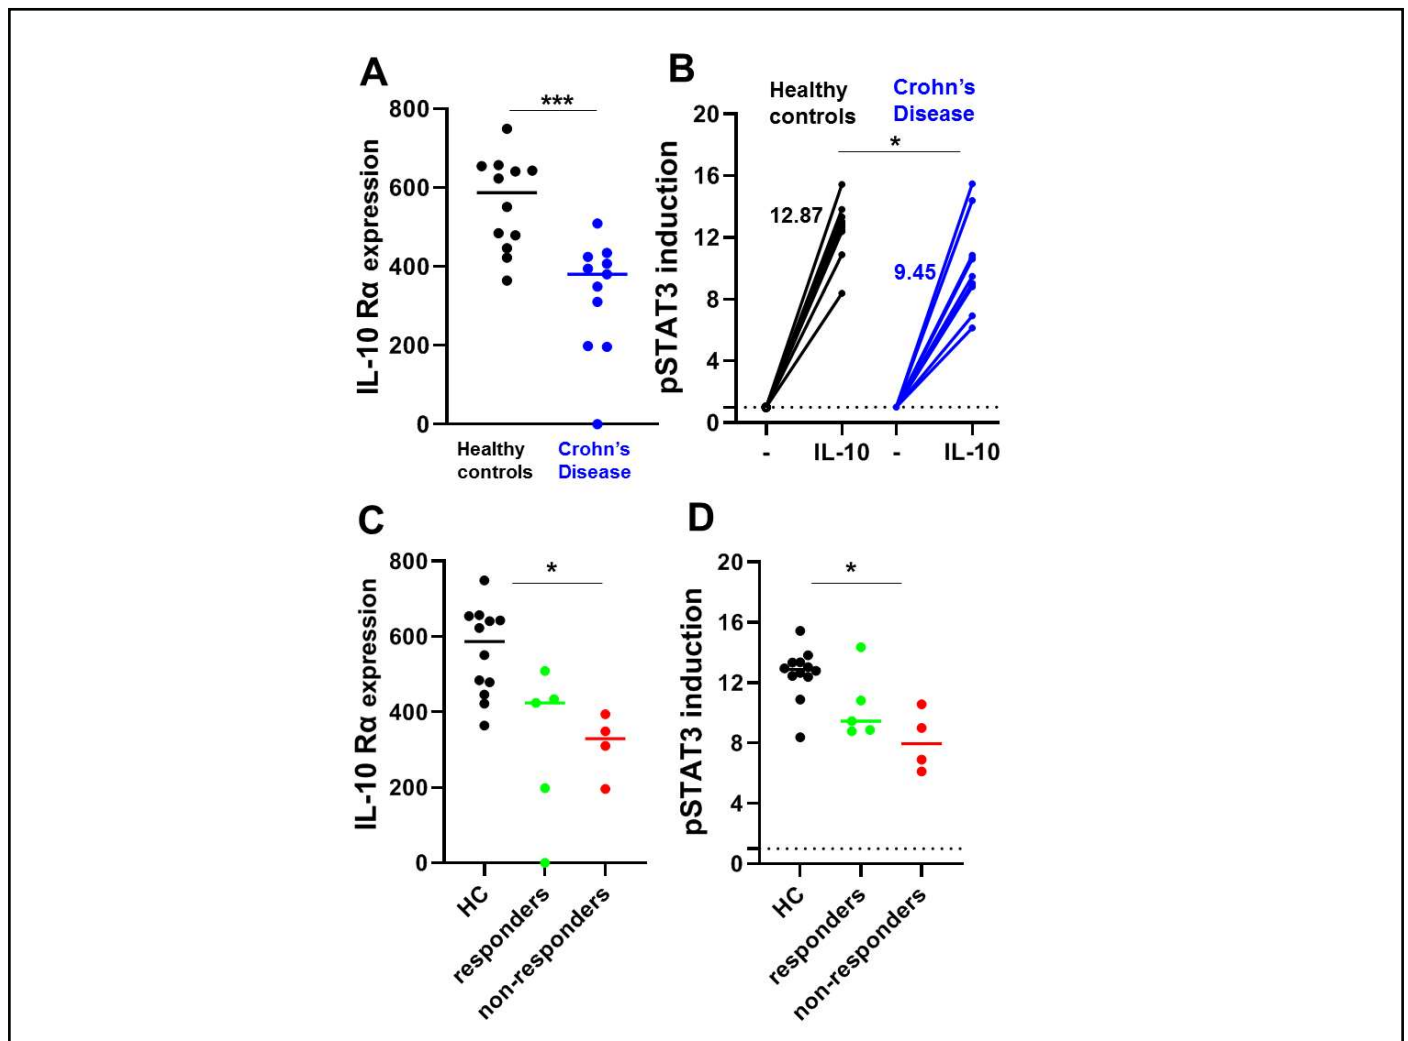 A
800
600
400
200
0
IL-10 Rα expression
***
Healthy
controls
Crohn's
Disease
B
Healthy
controls
Crohn's
Disease
20
16
12
8
4
0
pSTAT3 induction
*
12.87
9.45
-
IL-10
-
IL-10
C
800
600
400
200
0
IL-10 Rα expression
*
HC
responders
non-responders
D
20
16
12
8
4
0
pSTAT3 induction
*
HC
responders
non-responders